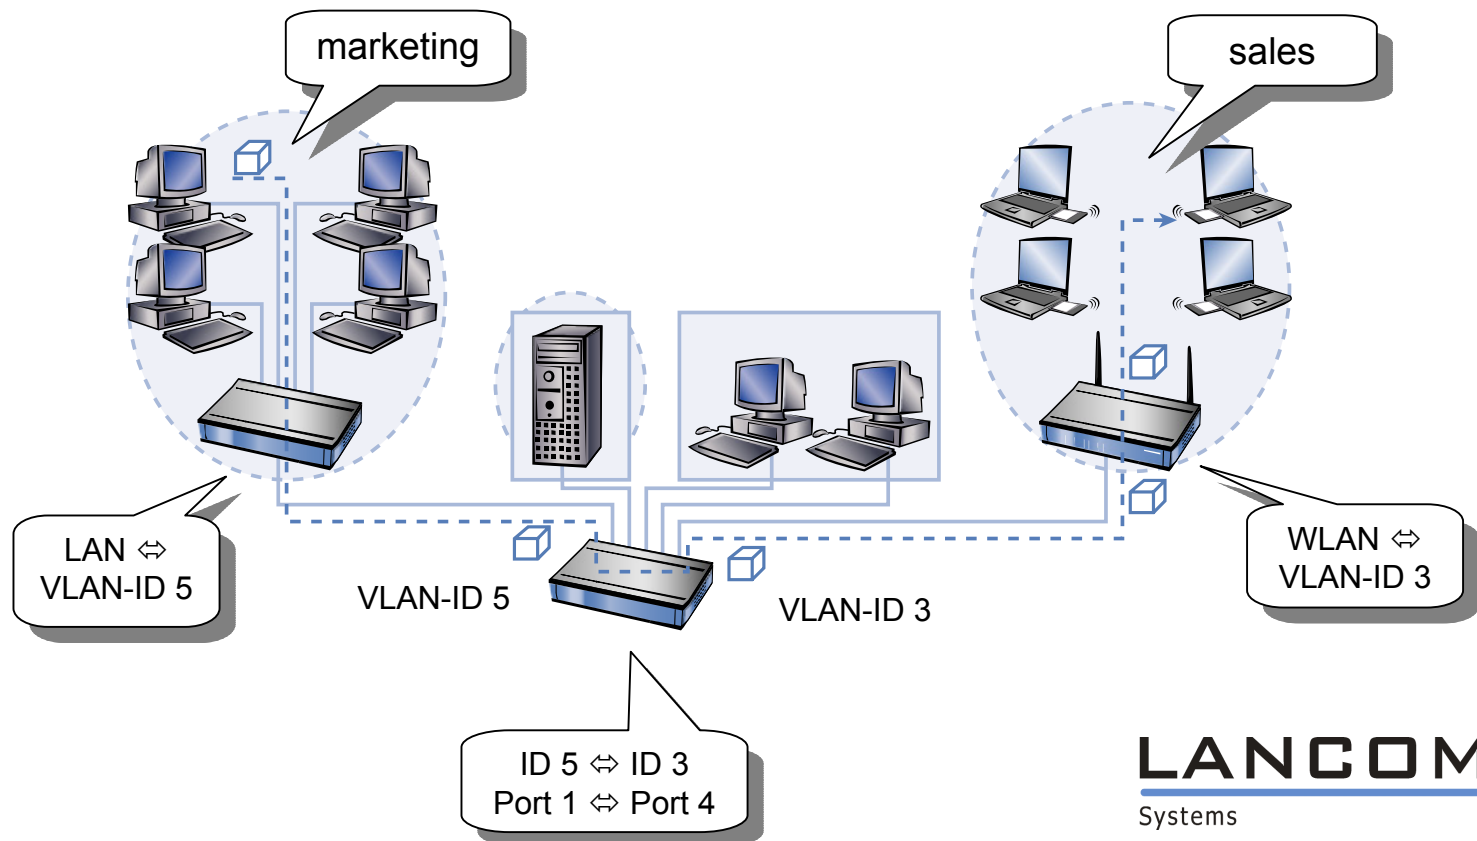 marketing
sales
LAN ⇔
VLAN-ID 5
VLAN-ID 5
VLAN-ID 3
WLAN ⇔
VLAN-ID 3
ID 5 ⇔ ID 3
Port 1 ⇔ Port 4
LANCOM
Systems